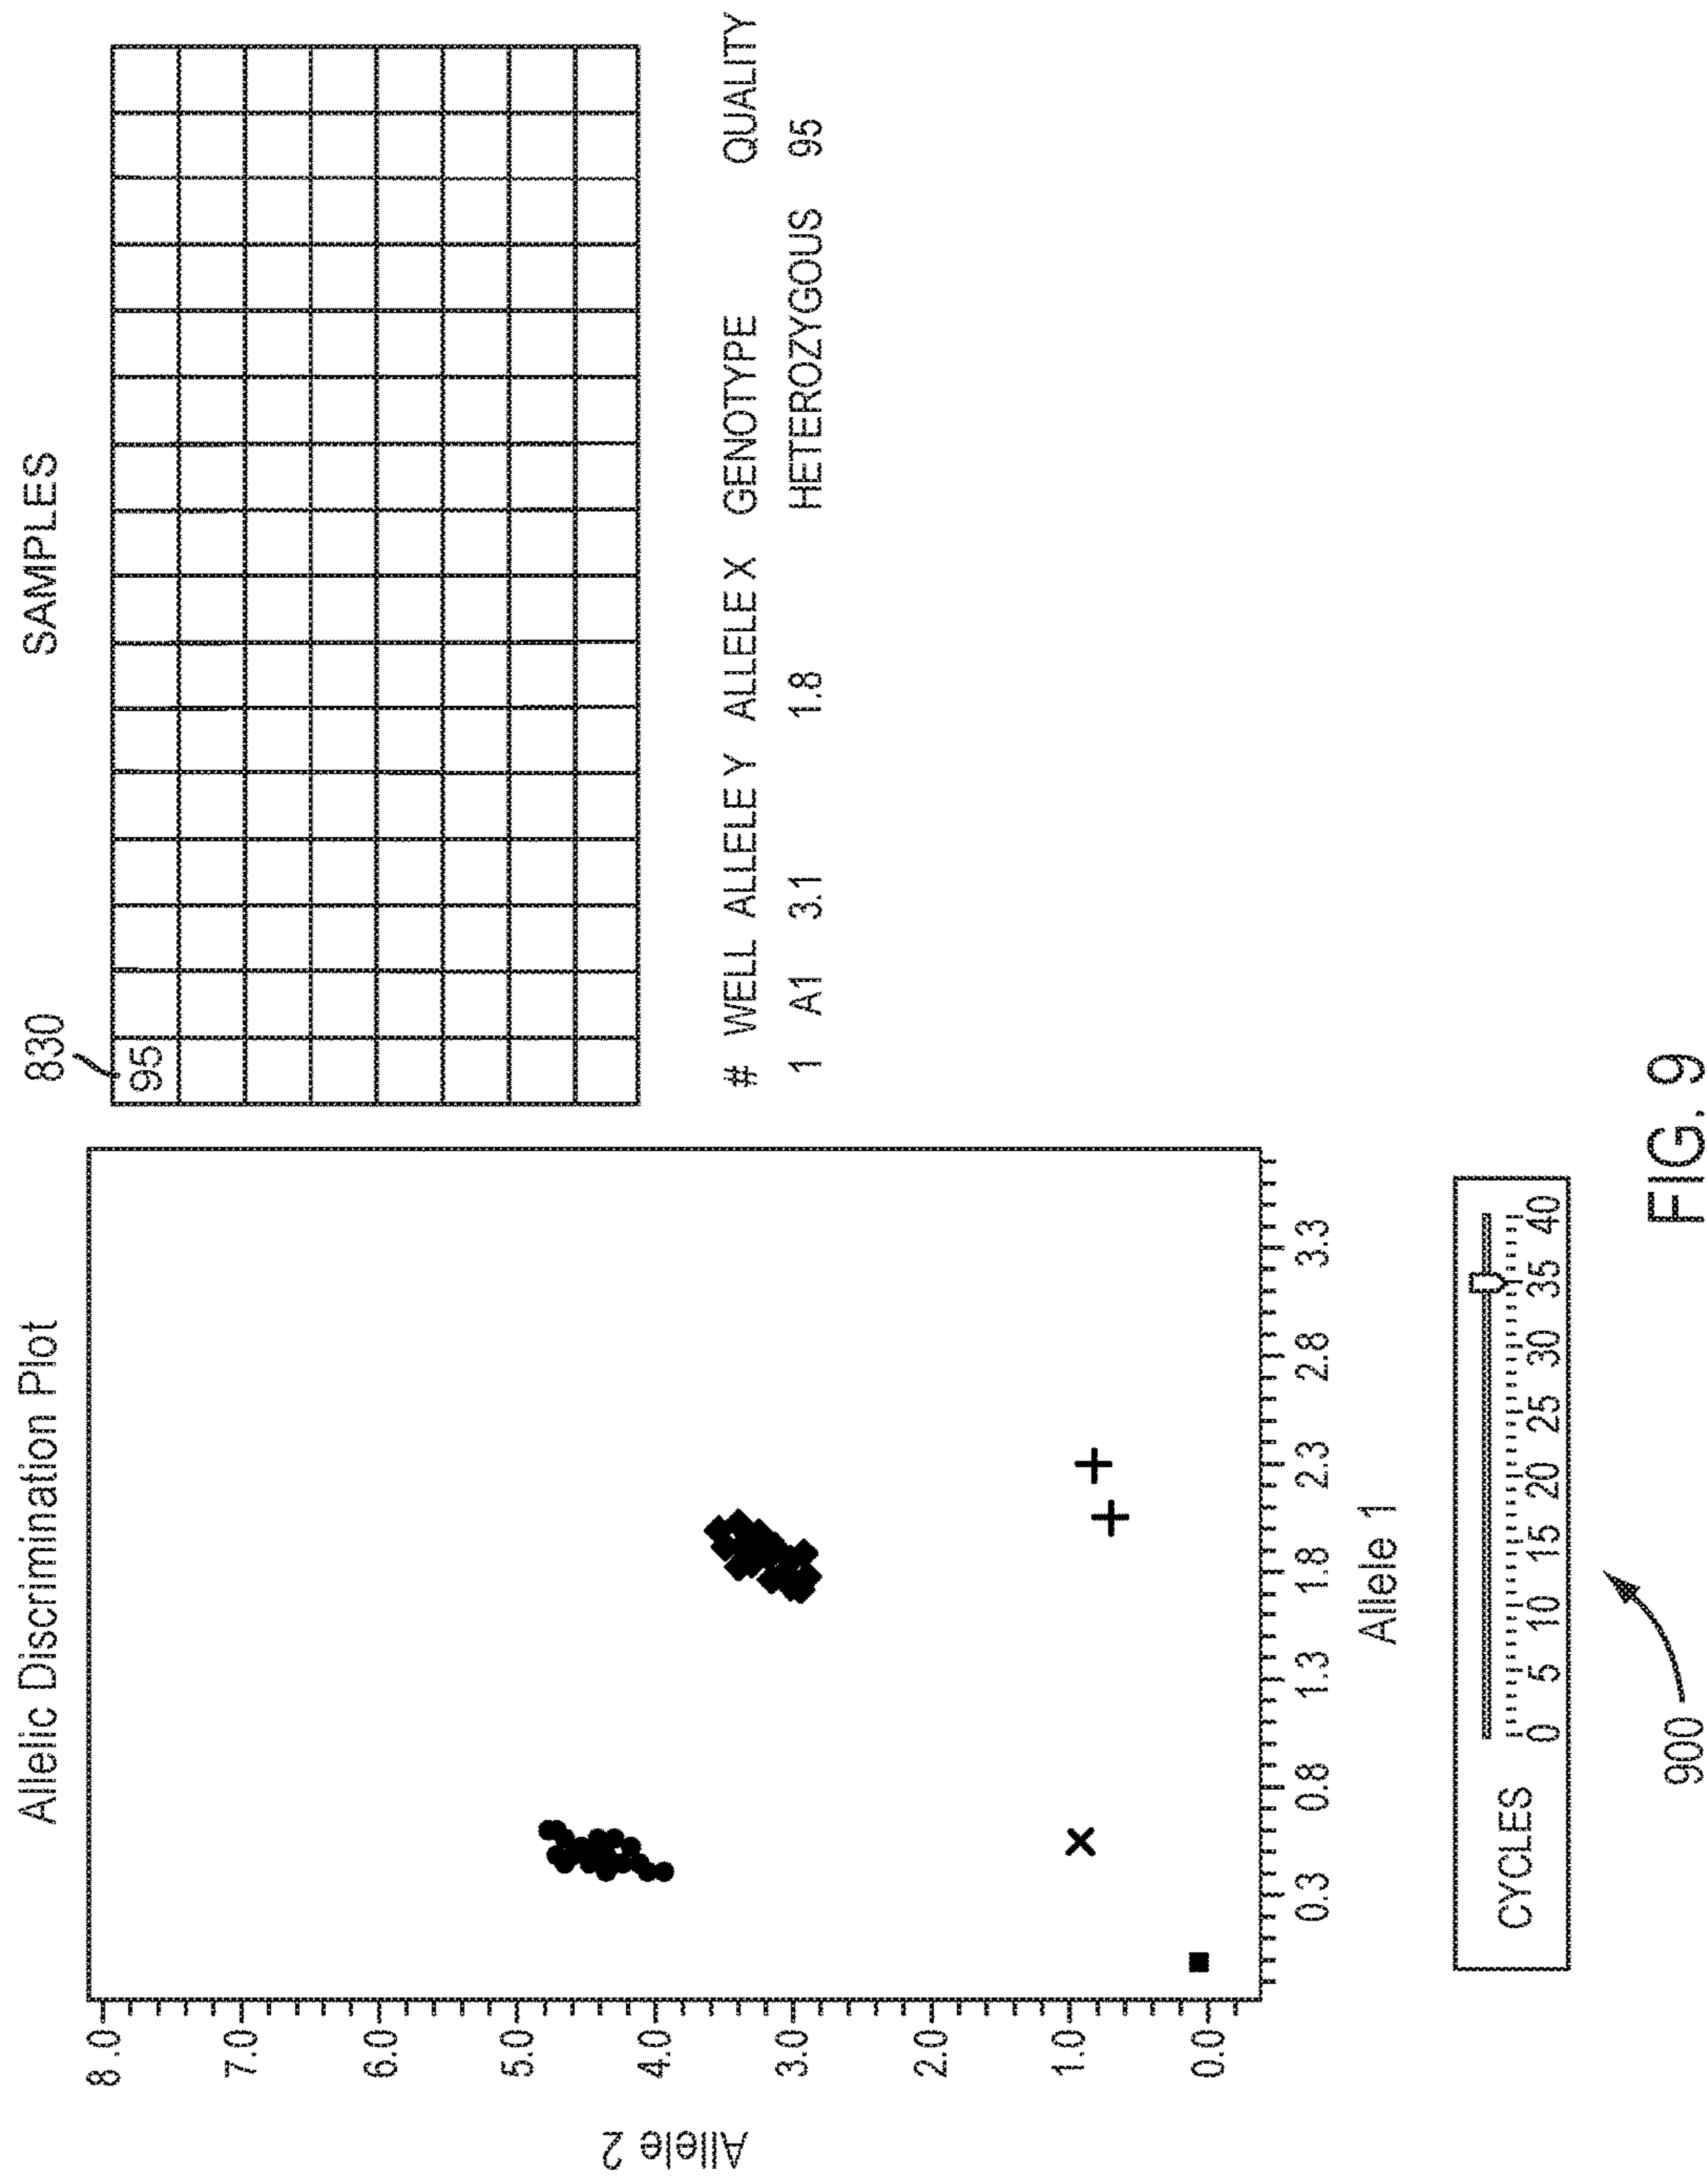 Allelic Discrimination Plot
8.0
7.0
6.0
5.0
4.0
3.0
2.0
1.0
0.0
Allele 2
0.3 0.8 1.3 1.8 2.3 2.8 3.3
Allele 1
CYCLES 0 5 10 15 20 25 30 35 40
900
830
SAMPLES
95
# WELL ALLELE Y ALLELE X GENOTYPE QUALITY
1 A1 3.1 1.8 HETEROZYGOUS 95
FIG. 9